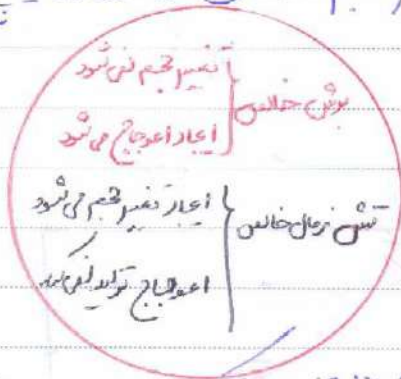 برش خالص { تغییر حجم نمی شود
ایجاد اعوجاج می شود
تنش نرمال خالص { ایجاد تغییر حجم می شود
اعوجاج تولید نمی کند